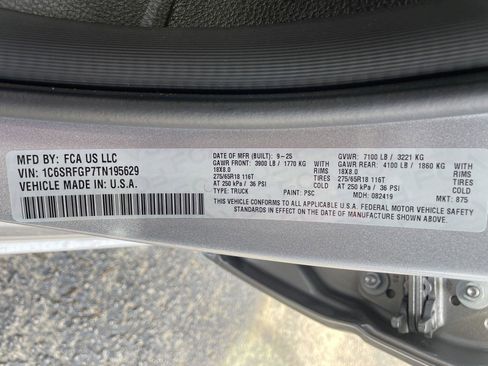 MFD BY: FCA US LLC
VIN: 1C6SRFGP7TN195629
VEHICLE MADE IN U.S.A.
DATE OF MFR (BUILT): 9-25
GAWR FRONT: 3900 LB / 1770 KG
18X8.0 RIMS
275/65R18 116T TIRES
AT 250 kPa / 36 PSI COLD
TYPE: TRUCK PAINT: PSC
GVWR: 7100 LB / 3221 KG
GAWR REAR: 4100 LB / 1860 KG
18X8.0 RIMS
275/65R18 116T TIRES
AT 250 kPa / 36 PSI COLD
MDH: 082419 MKT: 875
THIS VEHICLE CONFORMS TO ALL APPLICABLE U.S.A. FEDERAL MOTOR VEHICLE SAFETY
STANDARDS IN EFFECT ON THE DATE OF MANUFACTURE SHOWN ABOVE